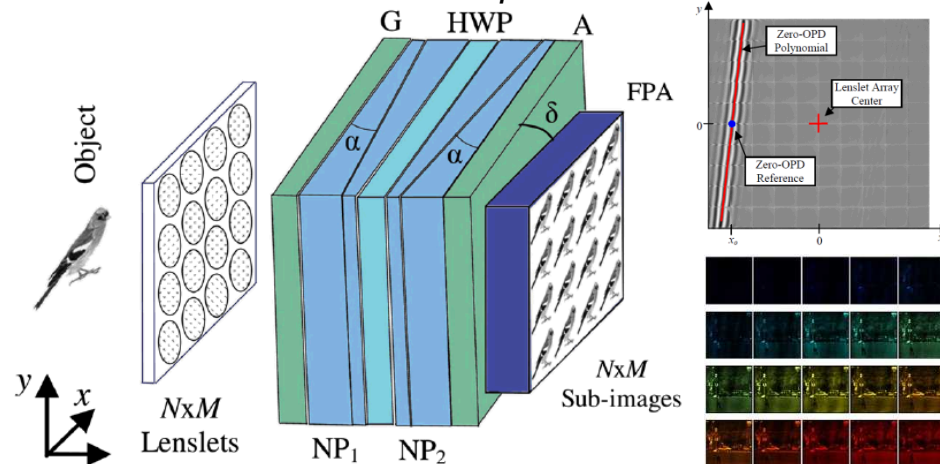 G
HWP
A
Object
α
α
δ
FPA
y
x
NxM
Lenslets
NP₁
NP₂
NxM
Sub-images
y
Zero-OPD
Polynomial
Lenslet Array
Center
0
Zero-OPD
Reference
xₒ
0